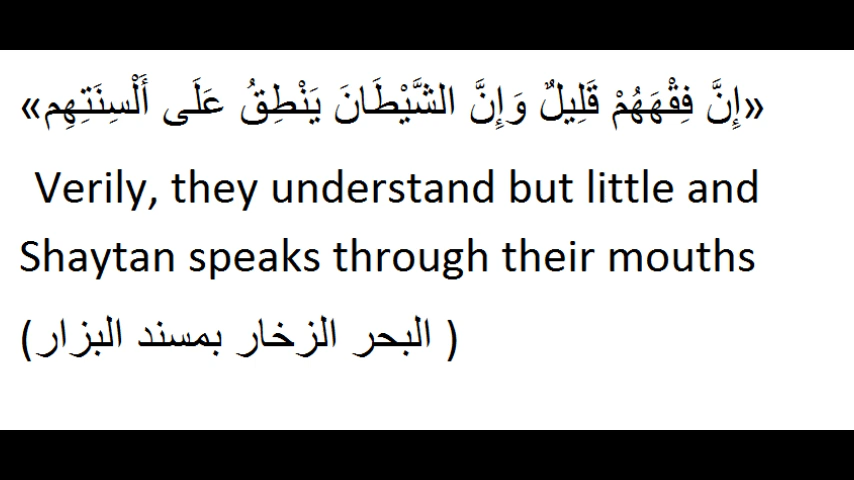 «إِنَّ فِقْهَهُمْ قَلِيلٌ وَإِنَّ الشَّيْطَانَ يَنْطِقُ عَلَى أَلْسِنَتِهِم»
Verily, they understand but little and
Shaytan speaks through their mouths
( البحر الزخار بمسند البزار)